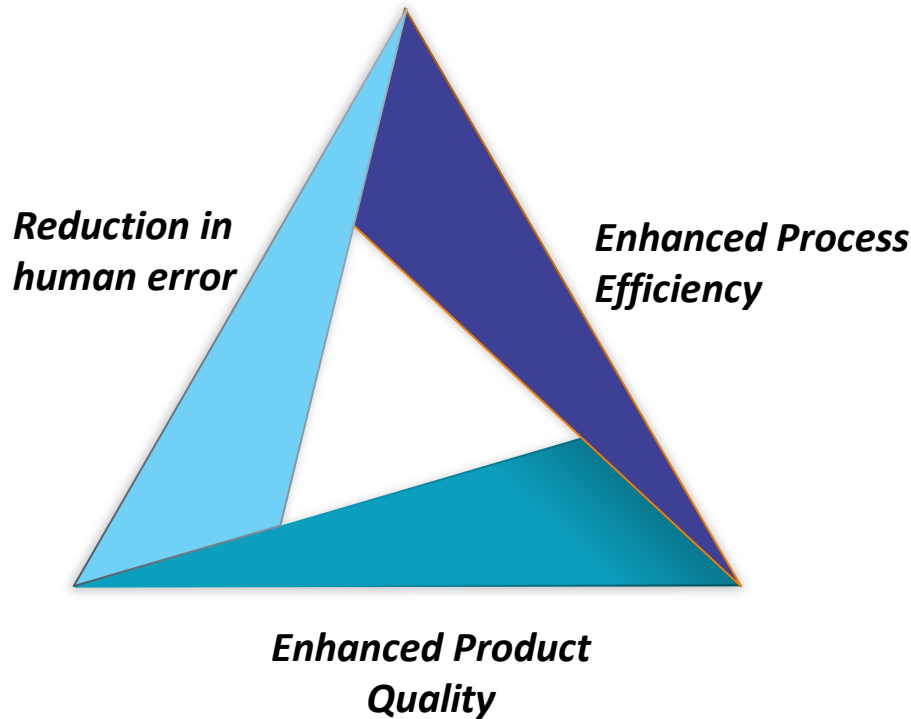 Reduction in
human error
Enhanced Process
Efficiency
Enhanced Product
Quality